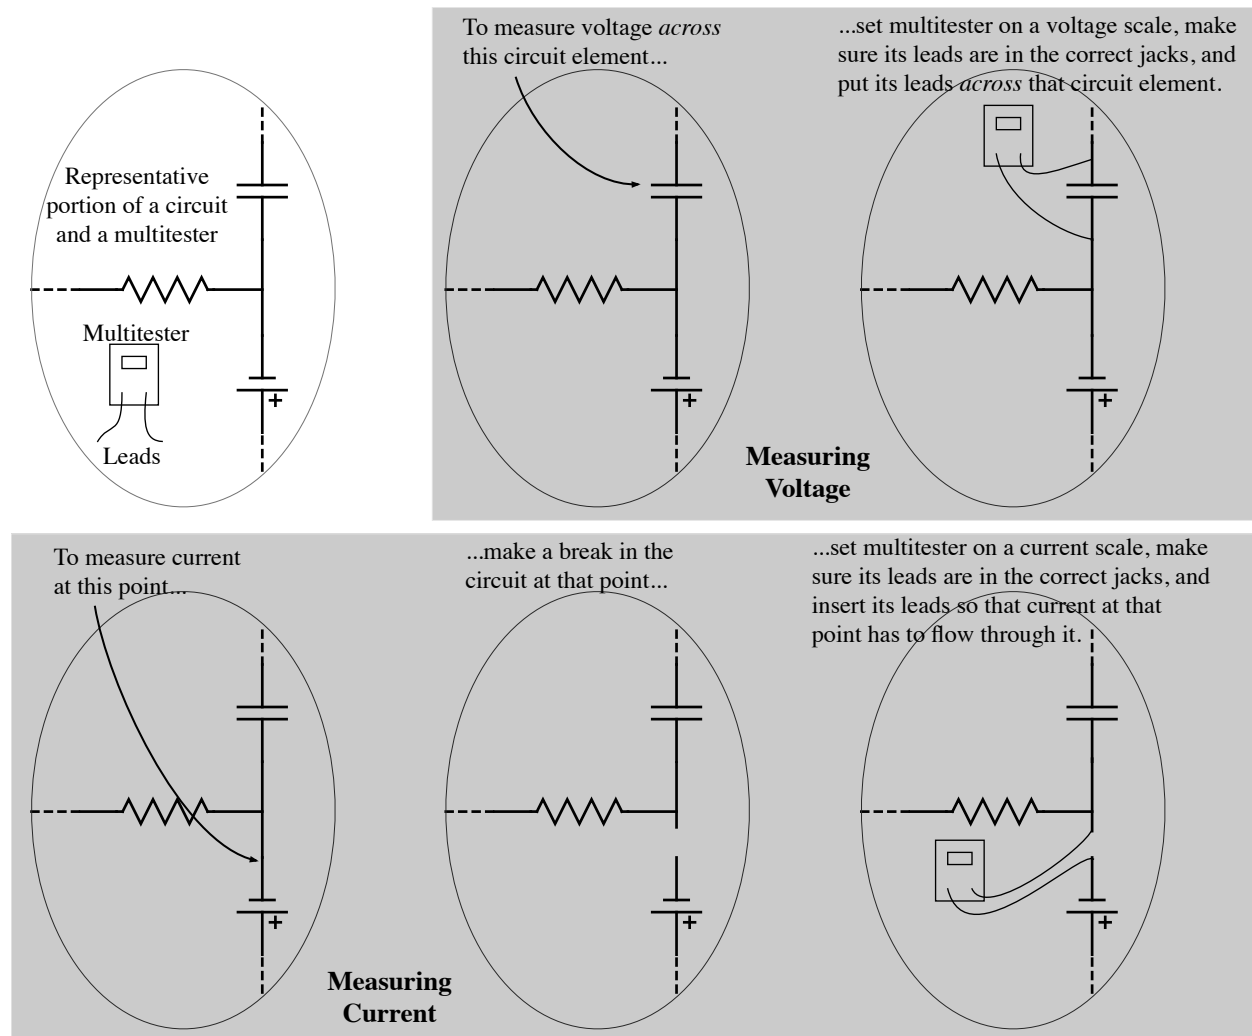 Representative
portion of a circuit
and a multitester
Multitester
+
Leads
To measure voltage across
this circuit element...
+
...set multitester on a voltage scale, make
sure its leads are in the correct jacks, and
put its leads across that circuit element.
+
Measuring
Voltage
To measure current
at this point...
+
...make a break in the
circuit at that point...
+
...set multitester on a current scale, make
sure its leads are in the correct jacks, and
insert its leads so that current at that
point has to flow through it.
+
Measuring
Current